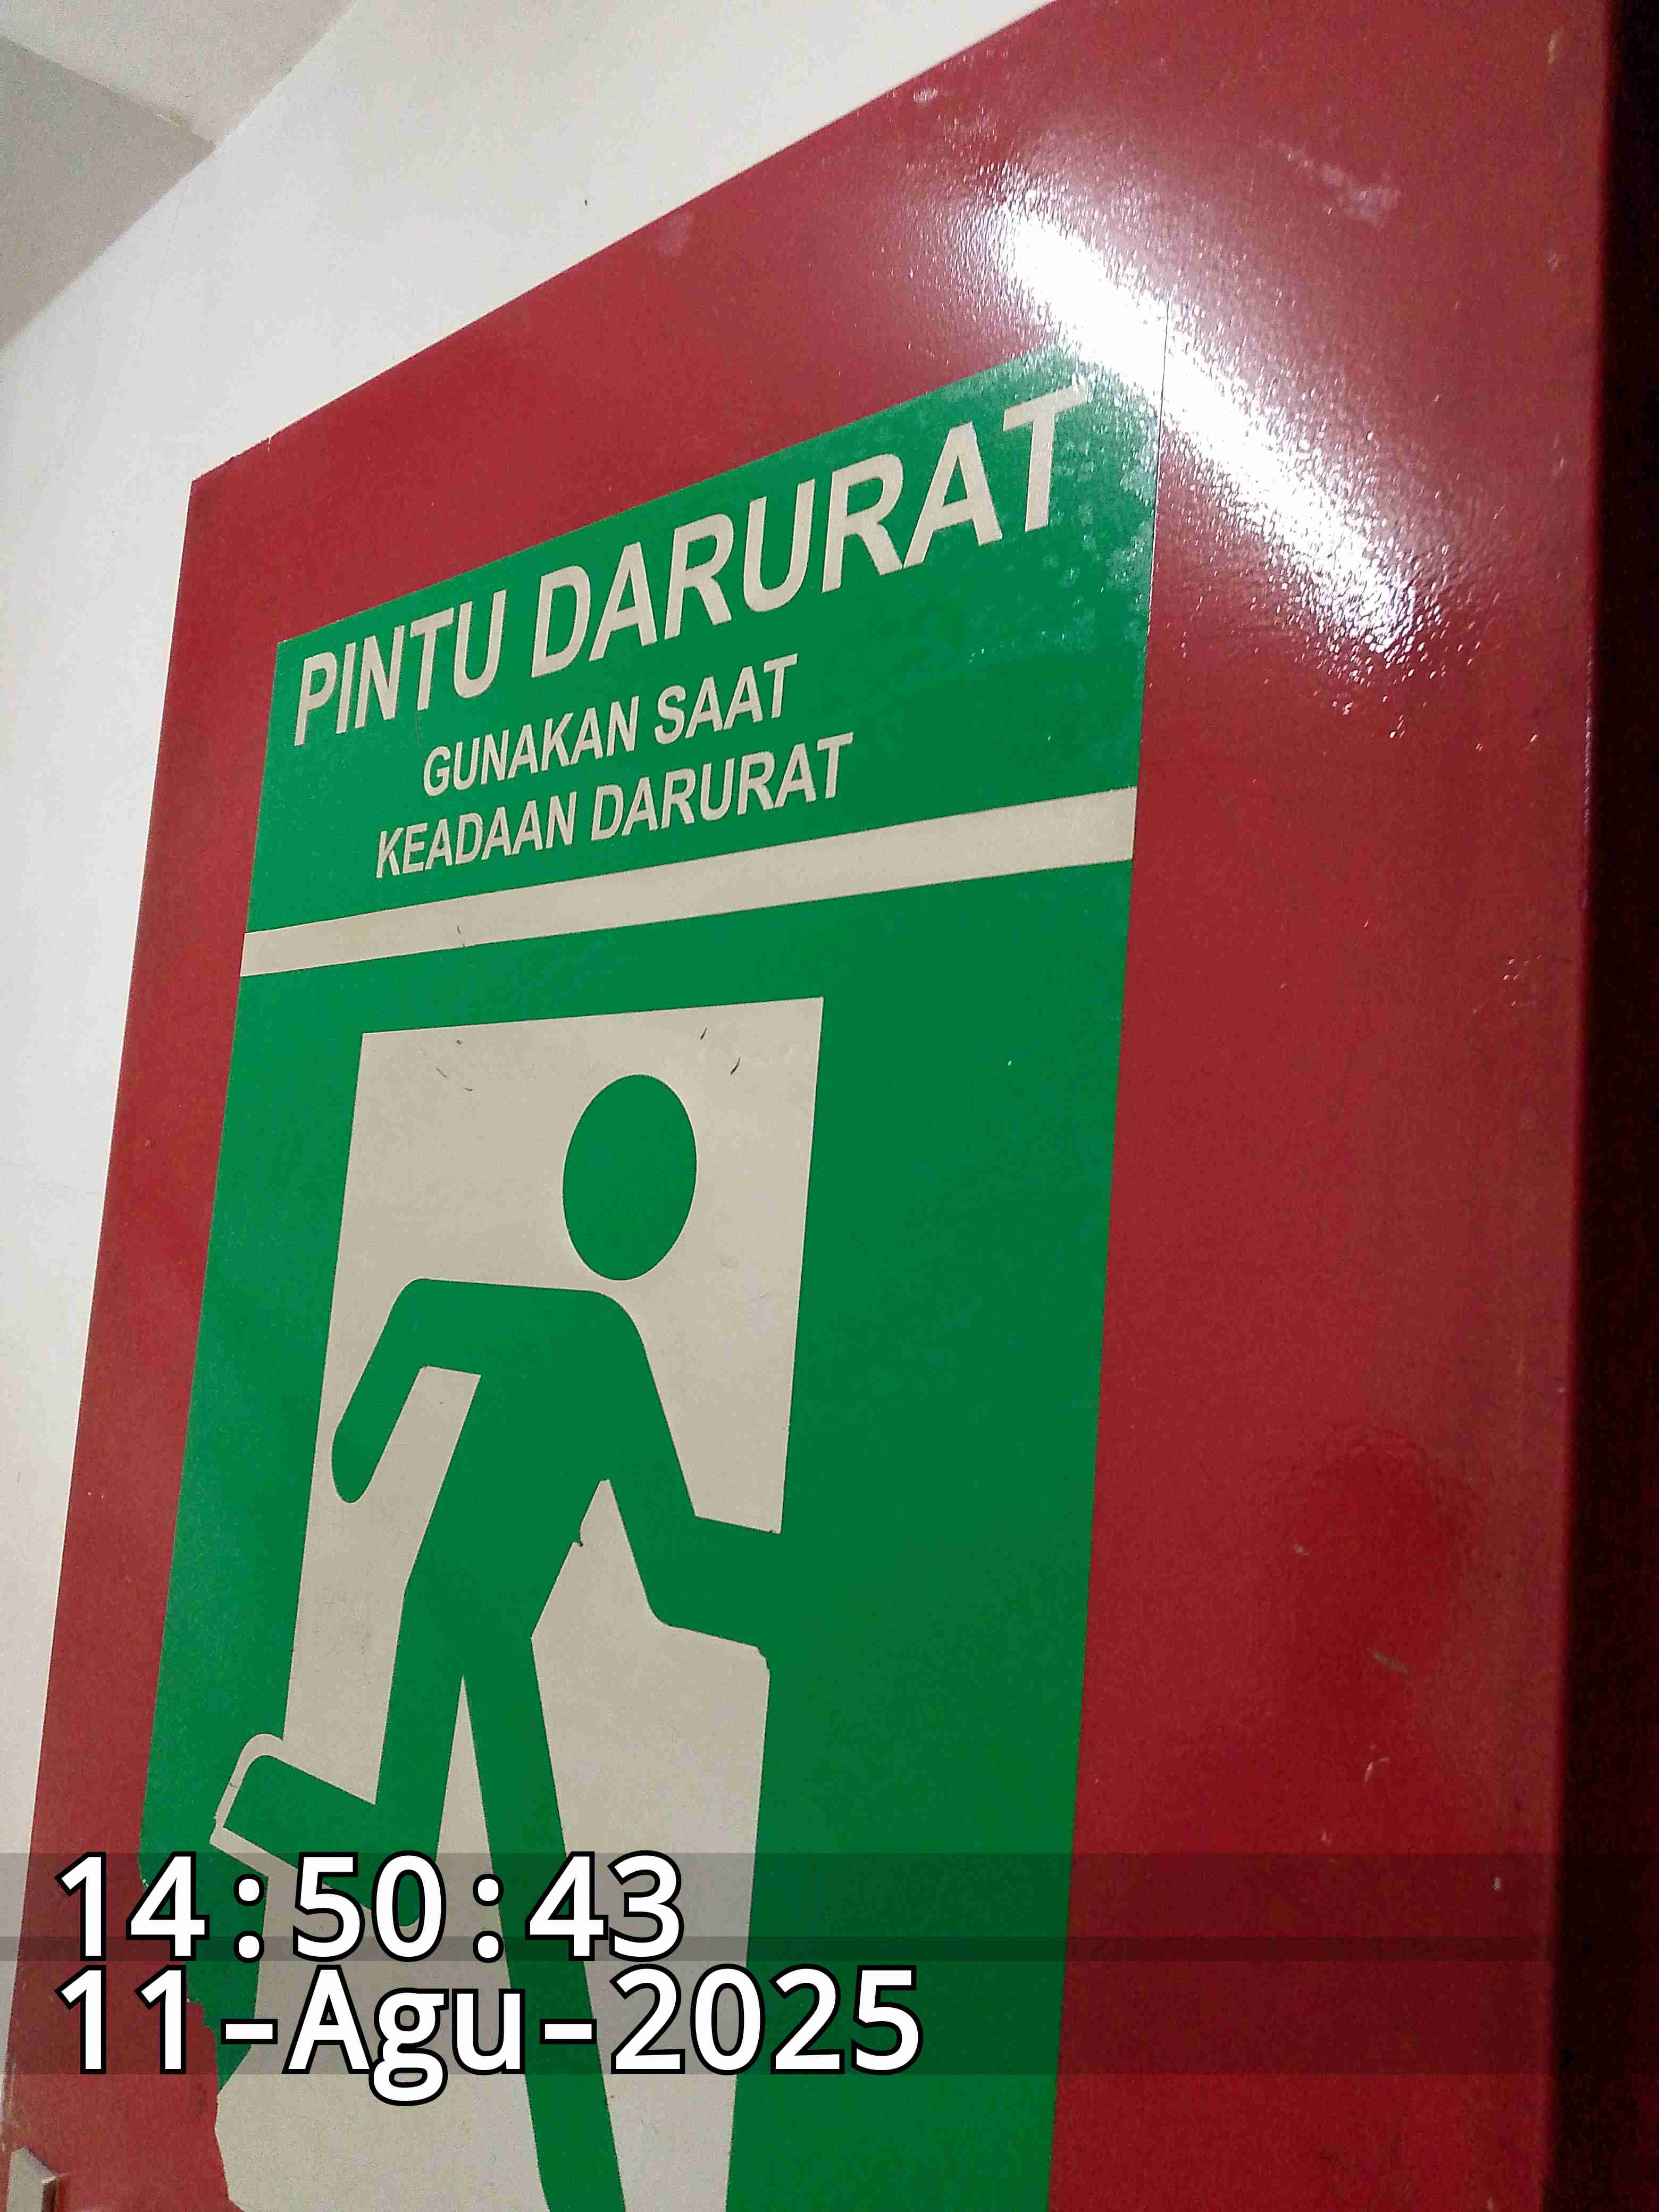 PINTU DARURAT
GUNAKAN SAAT
KEADAAN DARURAT
14:50:43
11-Agu-2025